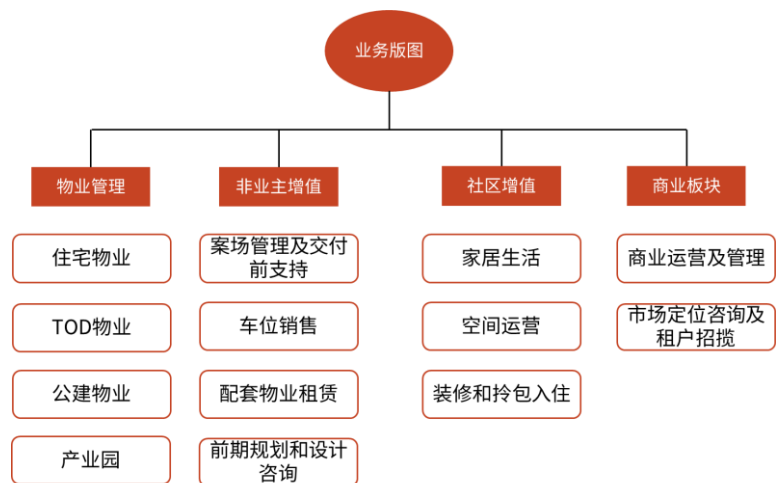 业务版图
物业管理
非业主增值
社区增值
商业板块
住宅物业
案场管理及交付
前支持
家居生活
商业运营及管理
TOD物业
车位销售
空间运营
市场定位咨询及
租户招揽
公建物业
配套物业租赁
装修和拎包入住
产业园
前期规划和设计
咨询